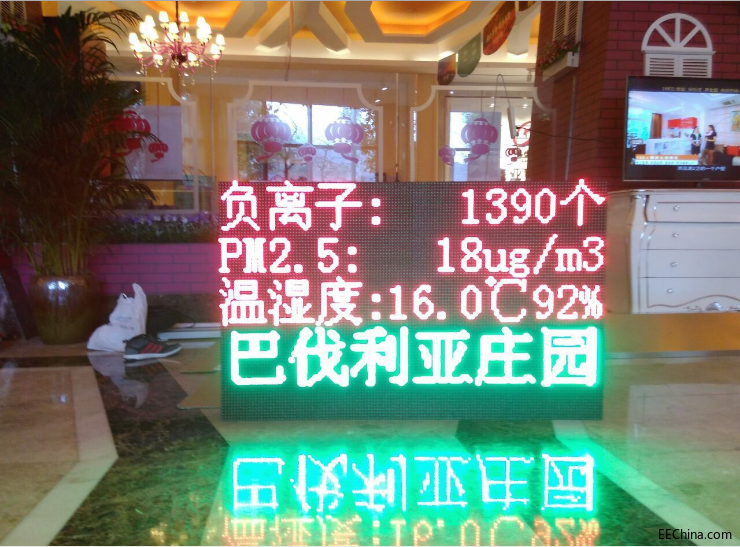 负离子: 1390个
PM2.5: 18ug/m3
温湿度:16.0℃92%
巴伐利亚庄园
EEChina.com